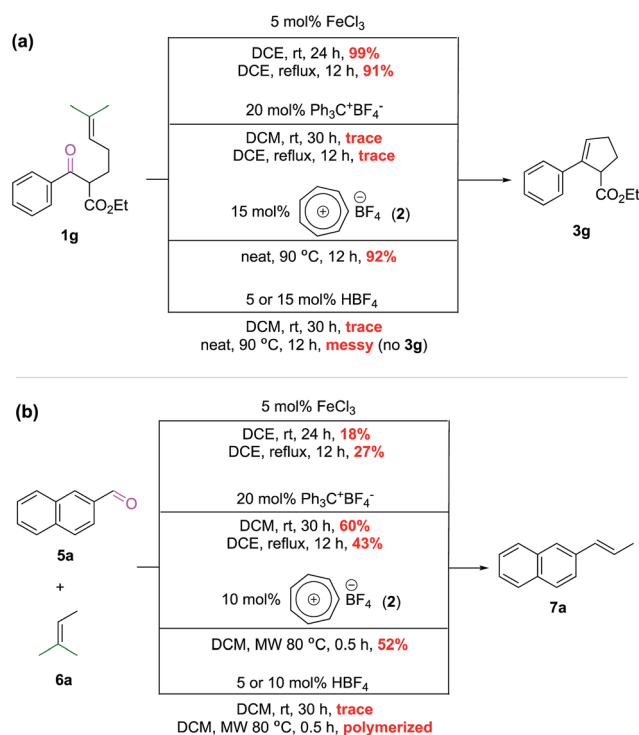 (a)
5 mol% FeCl3
DCE, rt, 24 h, 99%
DCE, reflux, 12 h, 91%
20 mol% Ph3C+BF4-
DCM, rt, 30 h, trace
DCE, reflux, 12 h, trace
O
CO2Et
1g
15 mol% + − BF4 (2)
CO2Et
3g
neat, 90 °C, 12 h, 92%
5 or 15 mol% HBF4
DCM, rt, 30 h, trace
neat, 90 °C, 12 h, messy (no 3g)
(b)
5 mol% FeCl3
DCE, rt, 24 h, 18%
DCE, reflux, 12 h, 27%
20 mol% Ph3C+BF4-
O
5a
+
6a
DCM, rt, 30 h, 60%
DCE, reflux, 12 h, 43%
10 mol% + − BF4 (2)
7a
DCM, MW 80 °C, 0.5 h, 52%
5 or 10 mol% HBF4
DCM, rt, 30 h, trace
DCM, MW 80 °C, 0.5 h, polymerized